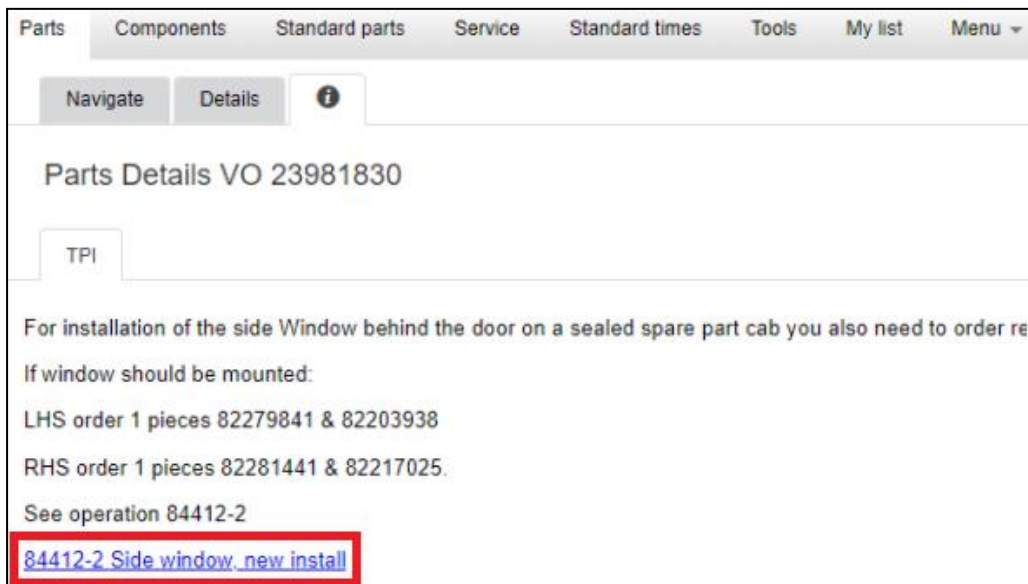 Parts Components Standard parts Service Standard times Tools My list Menu
Navigate Details i
Parts Details VO 23981830
TPI
For installation of the side Window behind the door on a sealed spare part cab you also need to order re
If window should be mounted:
LHS order 1 pieces 82279841 & 82203938
RHS order 1 pieces 82281441 & 82217025.
See operation 84412-2
84412-2 Side window, new install